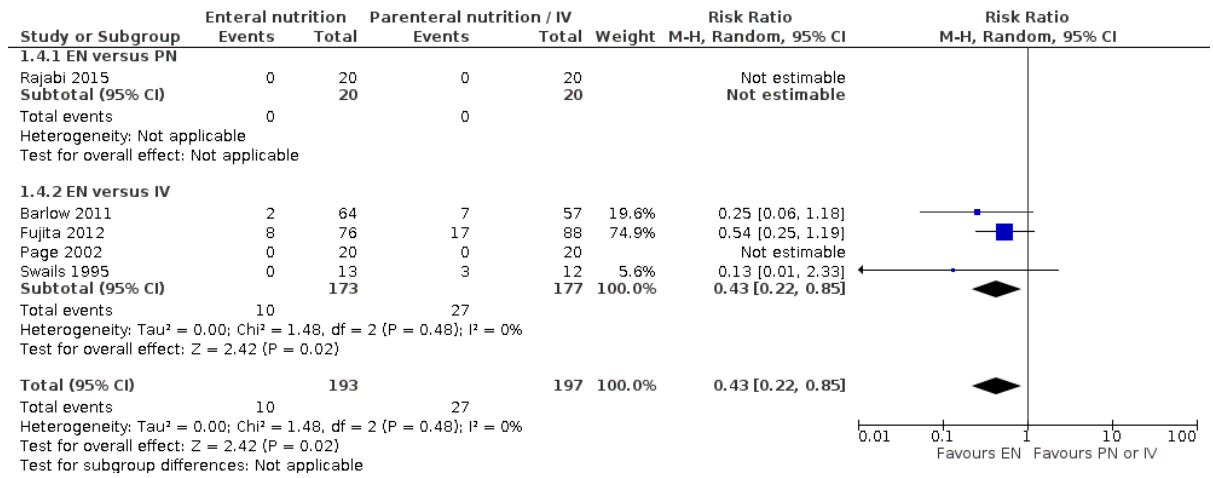 Enteral nutrition Parenteral nutrition / IV Risk Ratio Risk Ratio
Study or Subgroup Events Total Events Total Weight M-H, Random, 95% CI M-H, Random, 95% CI
1.4.1 EN versus PN
Rajabi 2015 0 20 0 20 Not estimable
Subtotal (95% CI) 20 20 Not estimable
Total events 0 0
Heterogeneity: Not applicable
Test for overall effect: Not applicable
1.4.2 EN versus IV
Barlow 2011 2 64 7 57 19.6% 0.25 [0.06, 1.18]
Fujita 2012 8 76 17 88 74.9% 0.54 [0.25, 1.19]
Page 2002 0 20 0 20 Not estimable
Swails 1995 0 13 3 12 5.6% 0.13 [0.01, 2.33]
Subtotal (95% CI) 173 177 100.0% 0.43 [0.22, 0.85]
Total events 10 27
Heterogeneity: Tau² = 0.00; Chi² = 1.48, df = 2 (P = 0.48); I² = 0%
Test for overall effect: Z = 2.42 (P = 0.02)
Total (95% CI) 193 197 100.0% 0.43 [0.22, 0.85]
Total events 10 27
Heterogeneity: Tau² = 0.00; Chi² = 1.48, df = 2 (P = 0.48); I² = 0%
Test for overall effect: Z = 2.42 (P = 0.02)
Test for subgroup differences: Not applicable
0.01 0.1 1 10 100
Favours EN Favours PN or IV